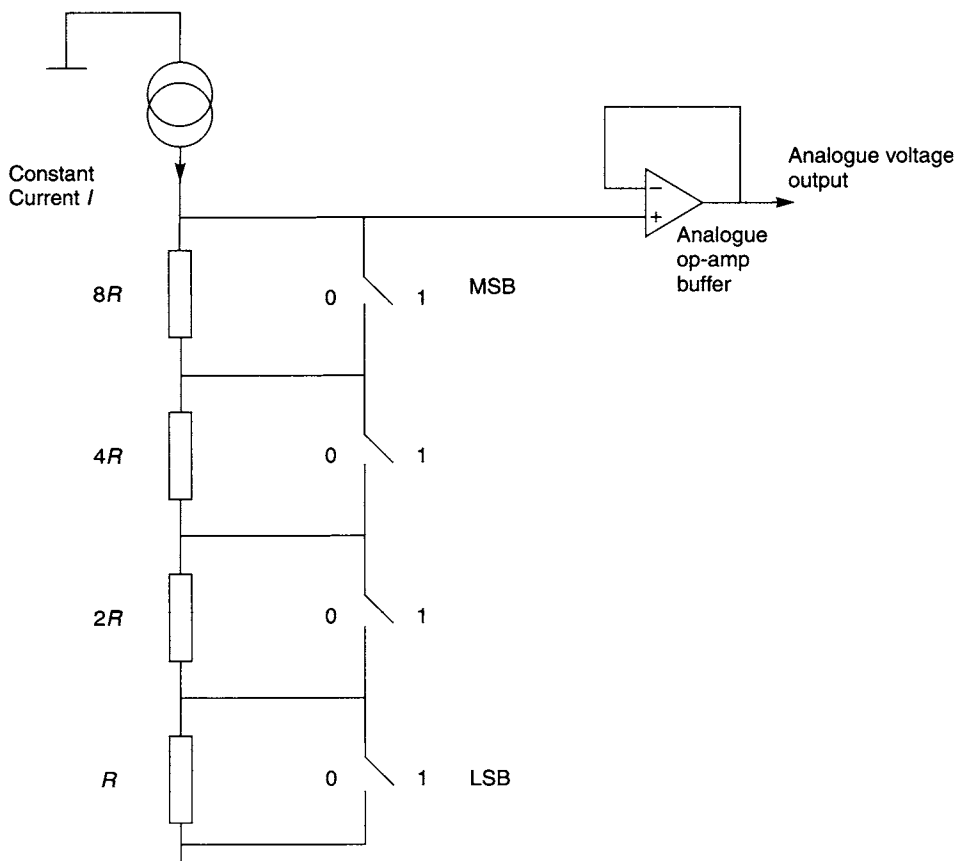 Constant
Current I
Analogue voltage
output
−
+
Analogue
op-amp
buffer
8R
0 1 MSB
4R
0 1
2R
0 1
R
0 1 LSB